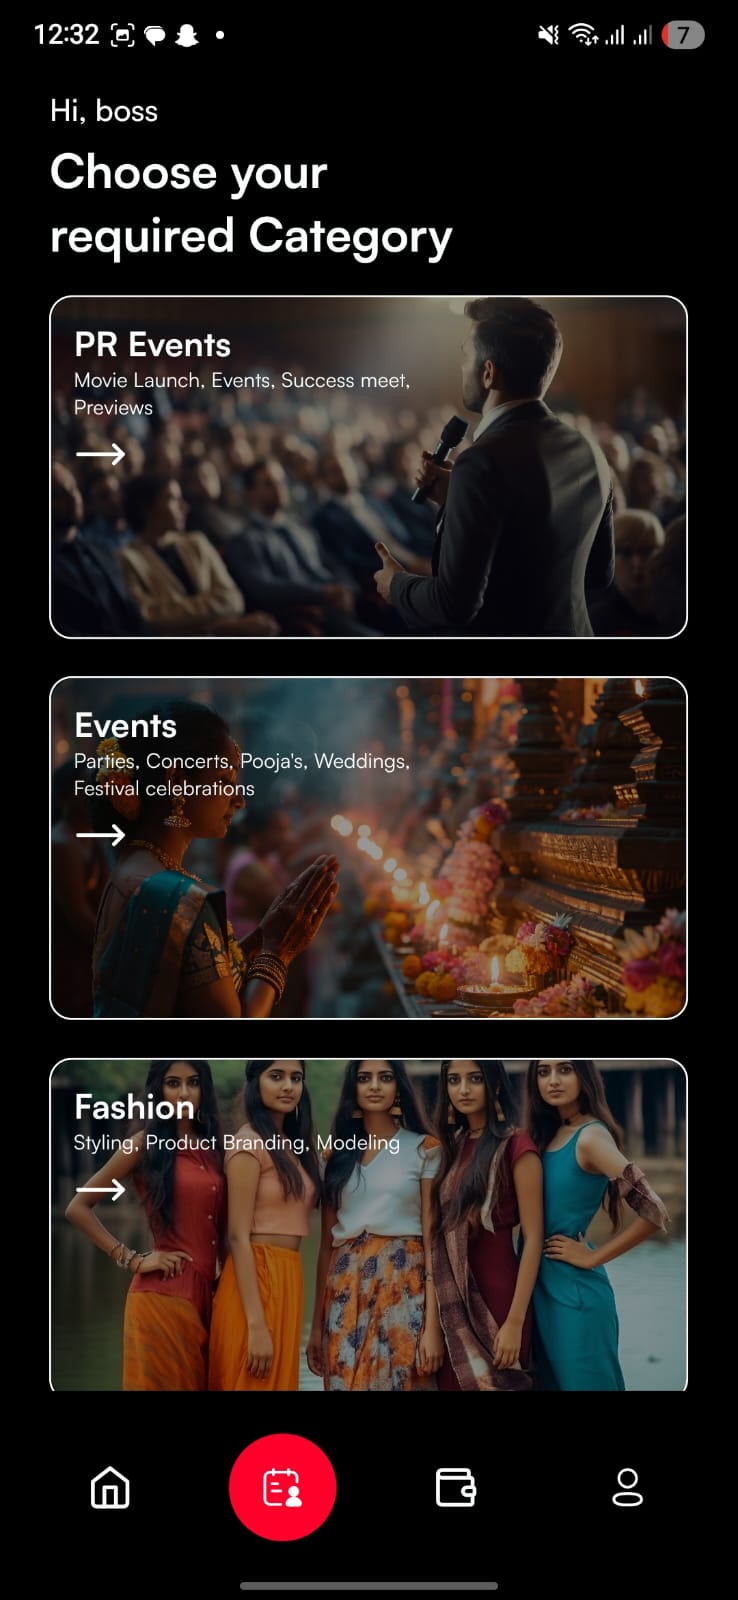 12:32
7
Hi, boss
Choose your
required Category
PR Events
Movie Launch, Events, Success meet,
Previews
Events
Parties, Concerts, Pooja's, Weddings,
Festival celebrations
Fashion
Styling, Product Branding, Modeling